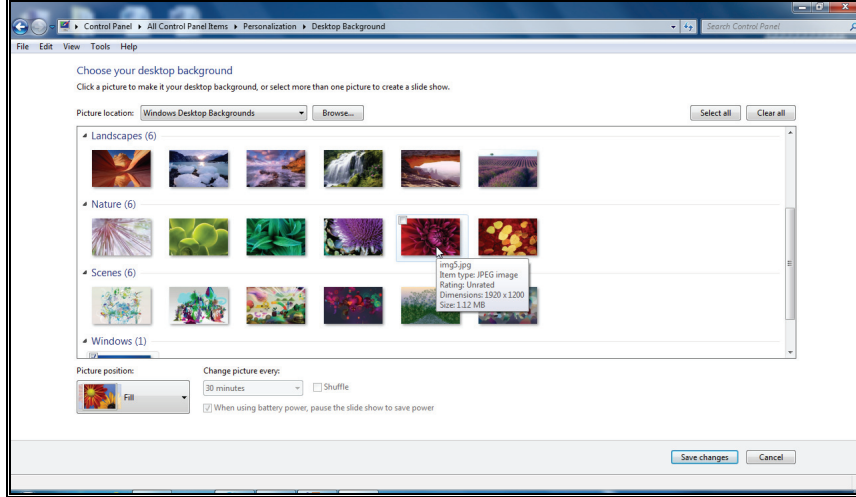 Control Panel ▸ All Control Panel Items ▸ Personalization ▸ Desktop Background
Search Control Panel
File Edit View Tools Help
Choose your desktop background
Click a picture to make it your desktop background, or select more than one picture to create a slide show.
Picture location: Windows Desktop Backgrounds Browse... Select all Clear all
Landscapes (6)
Nature (6)
img5.jpg
Item type: JPEG image
Rating: Unrated
Dimensions: 1920 x 1200
Size: 1.12 MB
Scenes (6)
Windows (1)
Picture position: Change picture every:
Fill 30 minutes Shuffle
When using battery power, pause the slide show to save power
Save changes Cancel